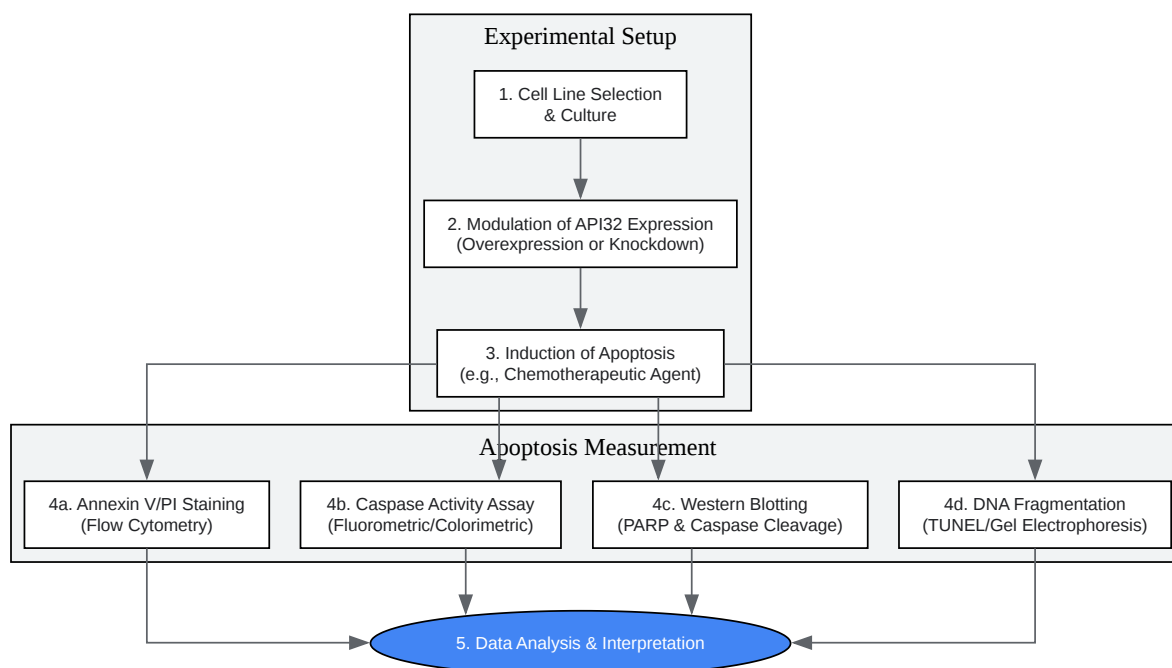 Experimental Setup
1. Cell Line Selection
& Culture
2. Modulation of API32 Expression
(Overexpression or Knockdown)
3. Induction of Apoptosis
(e.g., Chemotherapeutic Agent)
Apoptosis Measurement
4a. Annexin V/PI Staining
(Flow Cytometry)
4b. Caspase Activity Assay
(Fluorometric/Colorimetric)
4c. Western Blotting
(PARP & Caspase Cleavage)
4d. DNA Fragmentation
(TUNEL/Gel Electrophoresis)
5. Data Analysis & Interpretation